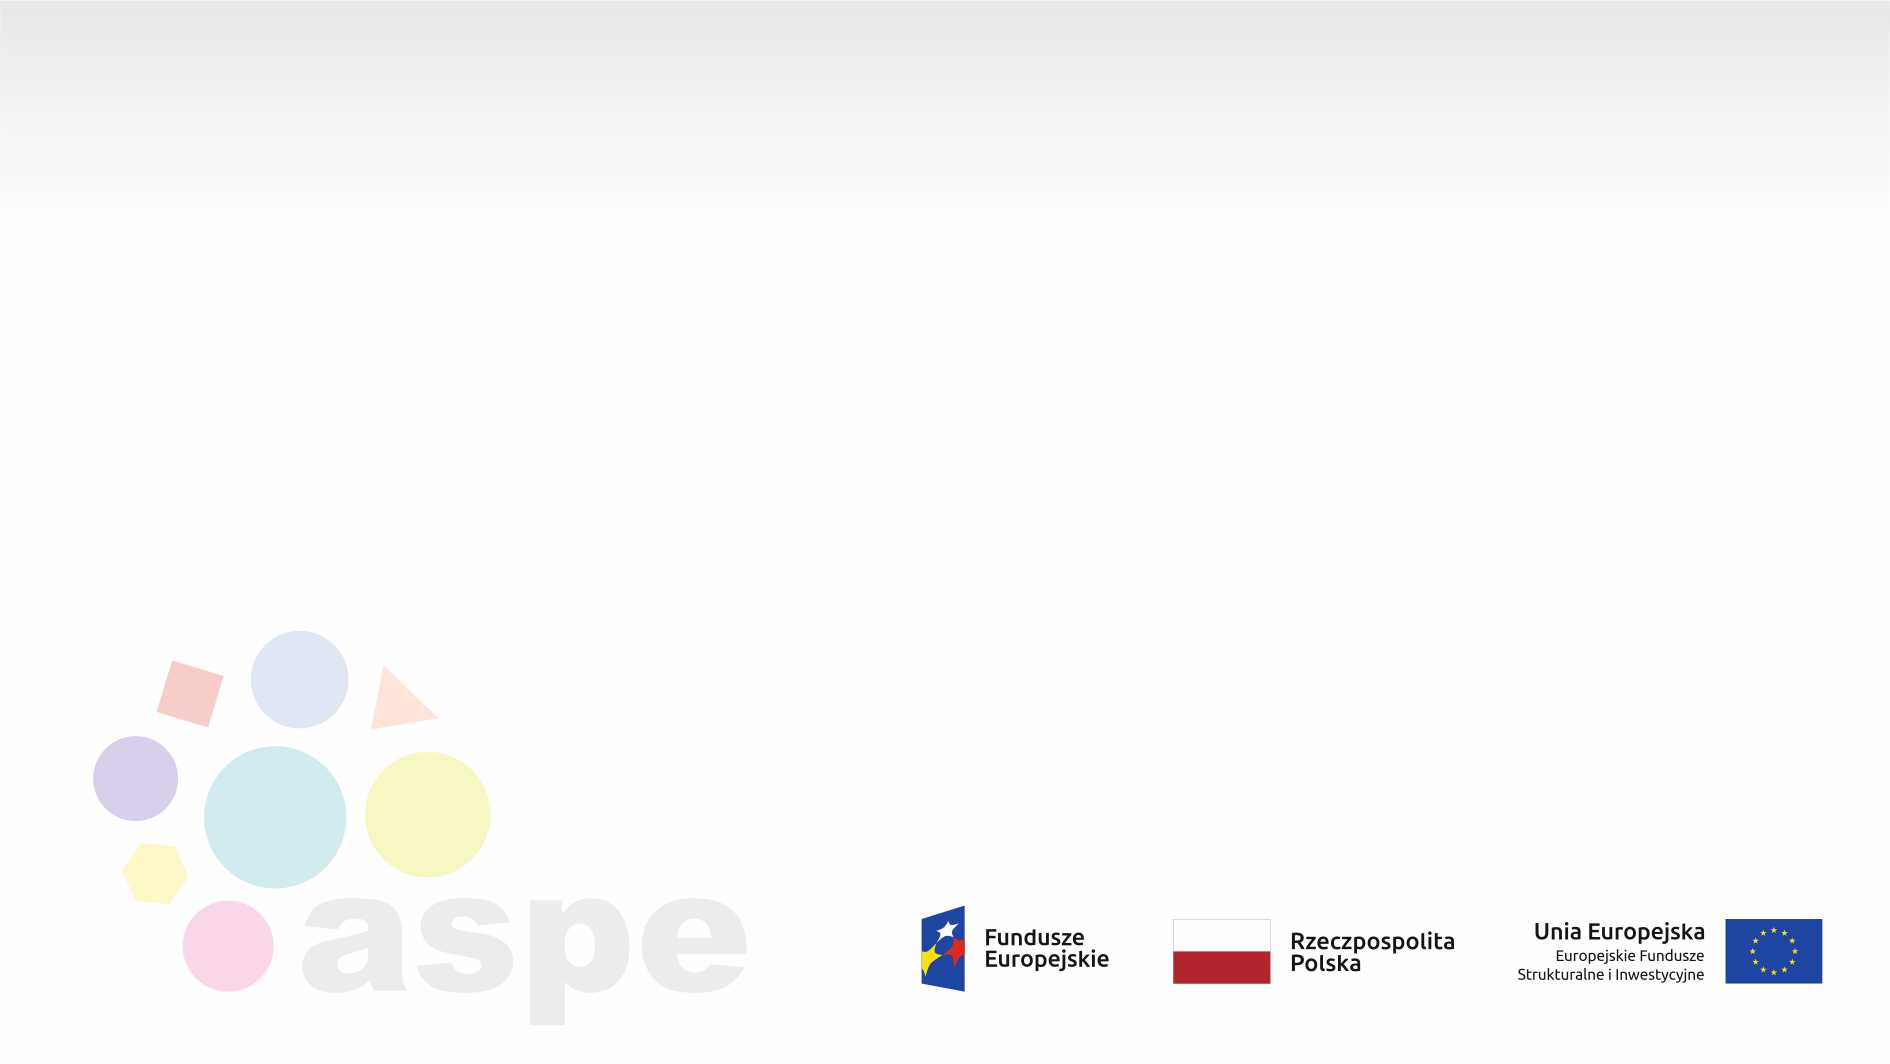 aspe
Fundusze
Europejskie
Rzeczpospolita
Polska
Unia Europejska
Europejskie Fundusze
Strukturalne i Inwestycyjne